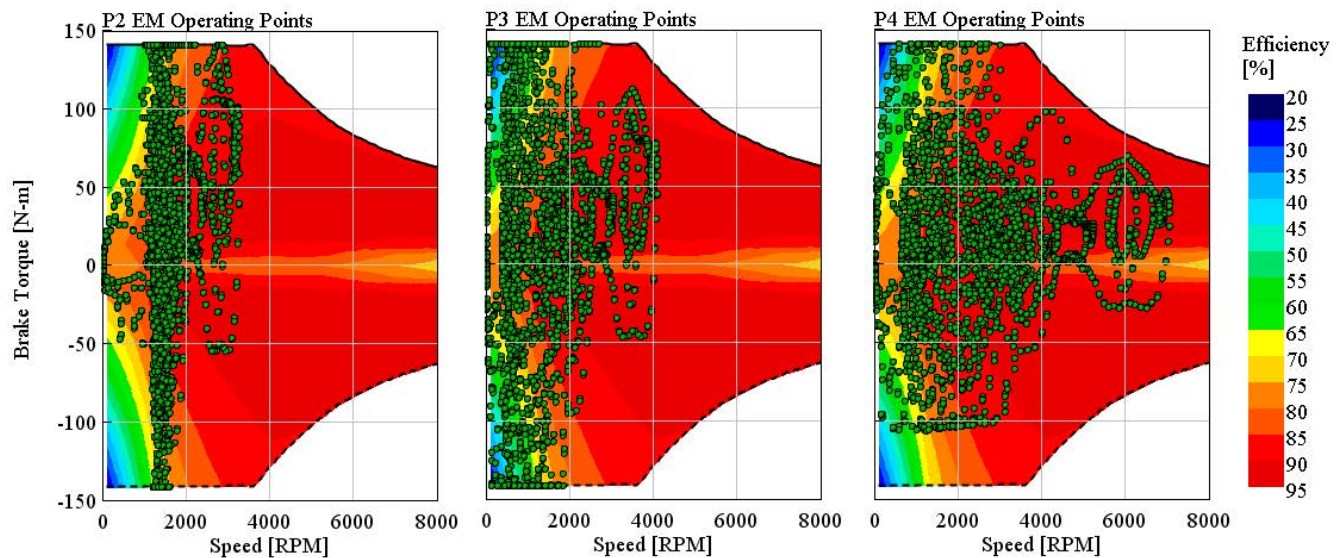 P2 EM Operating Points
P3 EM Operating Points
P4 EM Operating Points
Efficiency
[%]
20
25
30
35
40
45
50
55
60
65
70
75
80
85
90
95
Brake Torque [N-m]
150
100
50
0
-50
-100
-150
0 2000 4000 6000 8000
0 2000 4000 6000 8000
0 2000 4000 6000 8000
Speed [RPM]
Speed [RPM]
Speed [RPM]